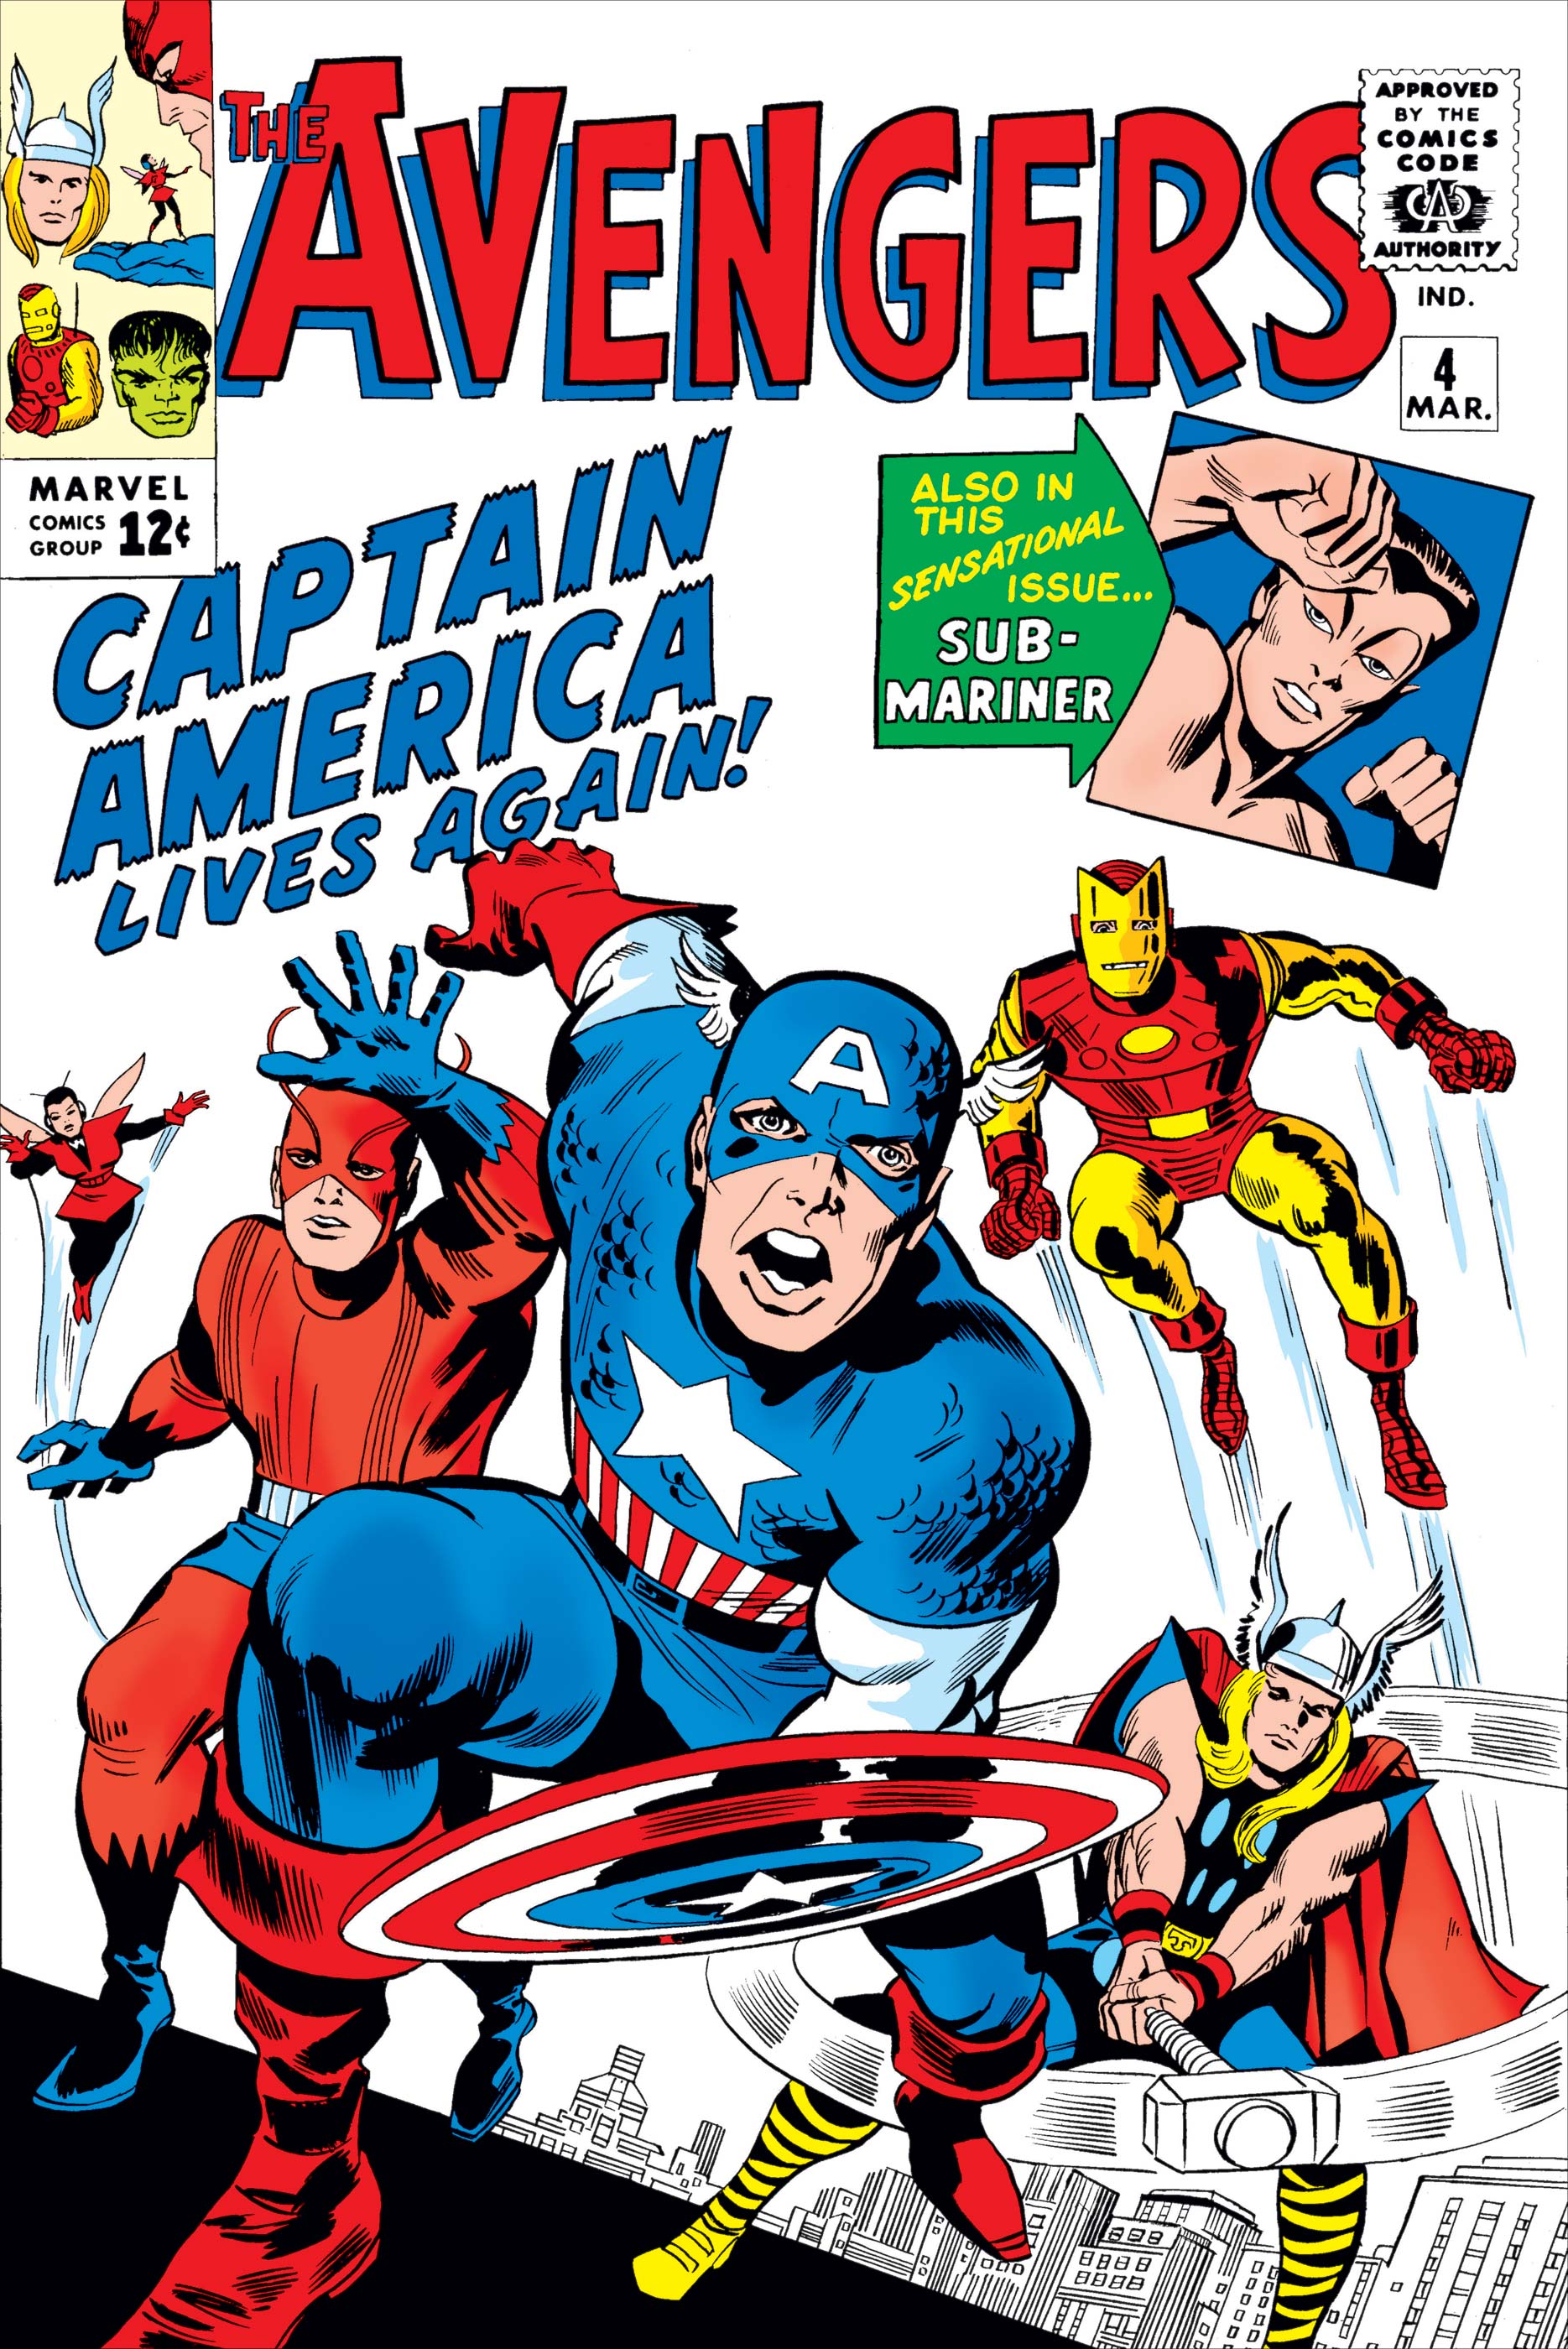 THE
AVENGERS
APPROVED
BY THE
COMICS
CODE
CA
AUTHORITY
IND.
4
MAR.
MARVEL
COMICS
GROUP 12¢
CAPTAIN
AMERICA
LIVES AGAIN!
ALSO IN
THIS
SENSATIONAL
ISSUE...
SUB-
MARINER
A